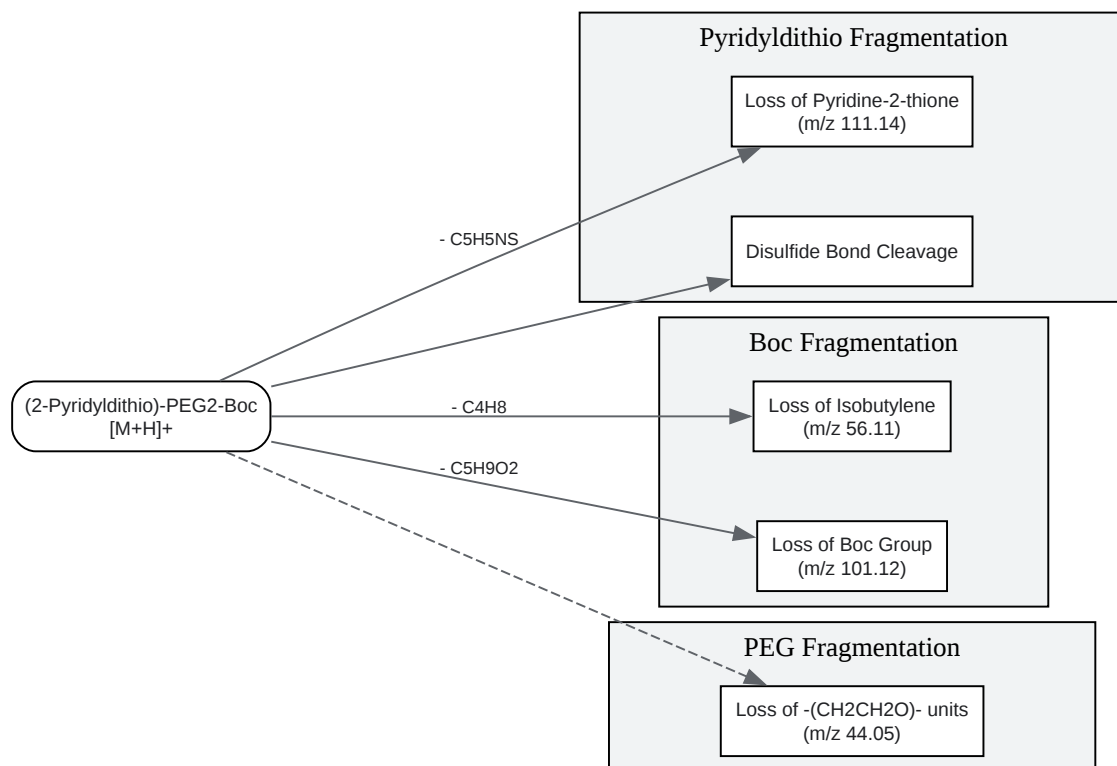 Pyridyldithio Fragmentation
Loss of Pyridine-2-thione
(m/z 111.14)
- C5H5NS
Disulfide Bond Cleavage
Boc Fragmentation
(2-Pyridyldithio)-PEG2-Boc
[M+H]+
- C4H8
Loss of Isobutylene
(m/z 56.11)
- C5H9O2
Loss of Boc Group
(m/z 101.12)
PEG Fragmentation
Loss of -(CH2CH2O)- units
(m/z 44.05)